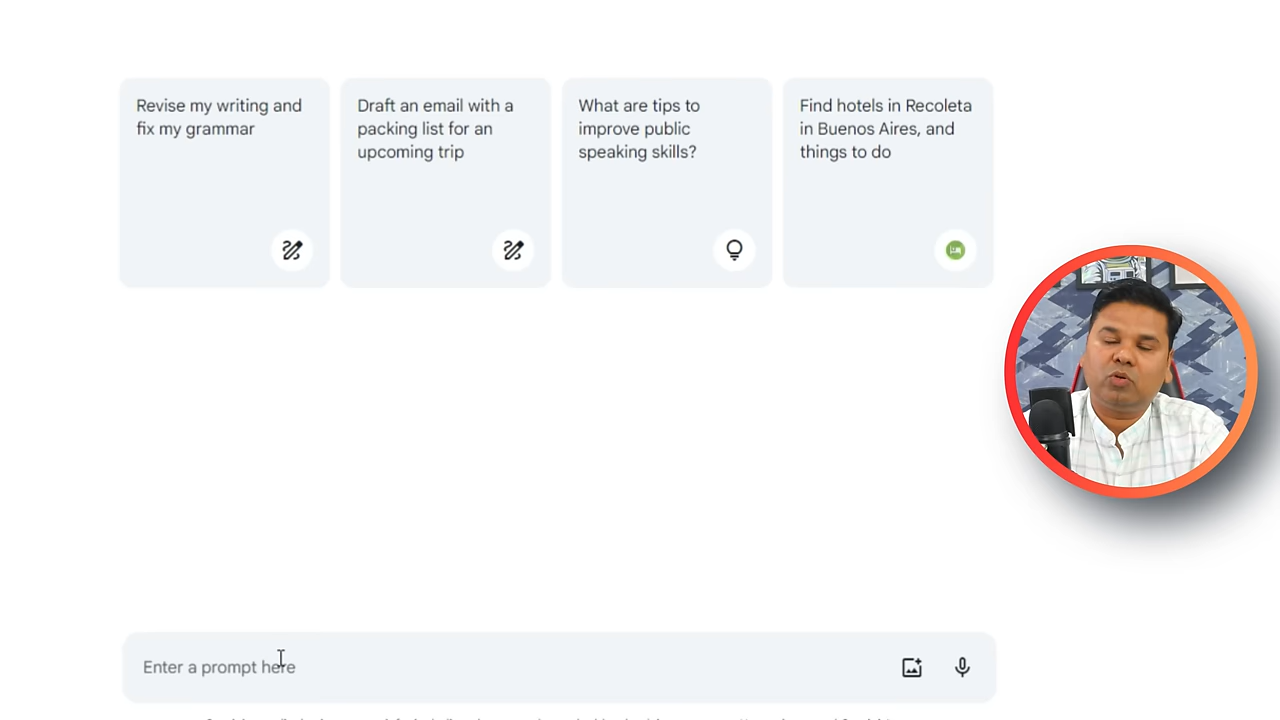 Revise my writing and
fix my grammar
Draft an email with a
packing list for an
upcoming trip
What are tips to
improve public
speaking skills?
Find hotels in Recoleta
in Buenos Aires, and
things to do
Enter a prompt here